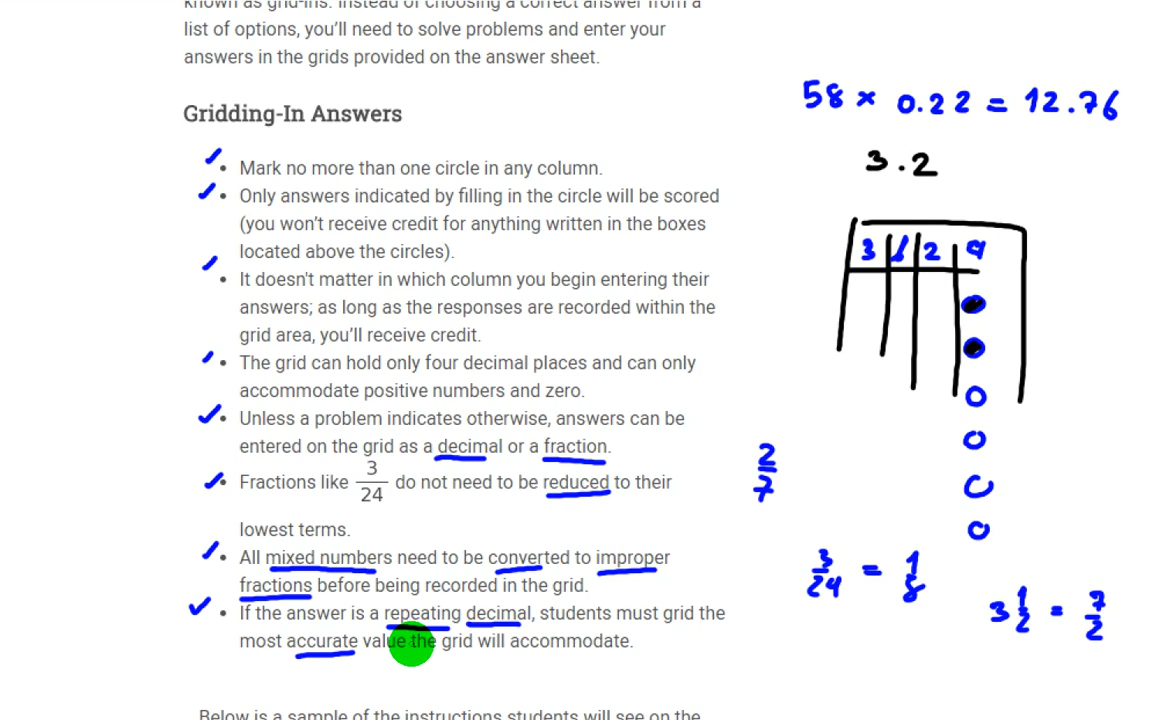 known as grid-ins. Instead of choosing a correct answer from a
list of options, you'll need to solve problems and enter your
answers in the grids provided on the answer sheet.
Gridding-In Answers
• Mark no more than one circle in any column.
• Only answers indicated by filling in the circle will be scored
(you won't receive credit for anything written in the boxes
located above the circles).
• It doesn't matter in which column you begin entering their
answers; as long as the responses are recorded within the
grid area, you'll receive credit.
• The grid can hold only four decimal places and can only
accommodate positive numbers and zero.
• Unless a problem indicates otherwise, answers can be
entered on the grid as a decimal or a fraction.
• Fractions like 3/24 do not need to be reduced to their
lowest terms.
• All mixed numbers need to be converted to improper
fractions before being recorded in the grid.
• If the answer is a repeating decimal, students must grid the
most accurate value the grid will accommodate.
Below is a sample of the instructions students will see on the
58 × 0.22 = 12.76
3.2
3 1 2 9
2/7
3/24 = 1/8
3 1/2 = 7/2